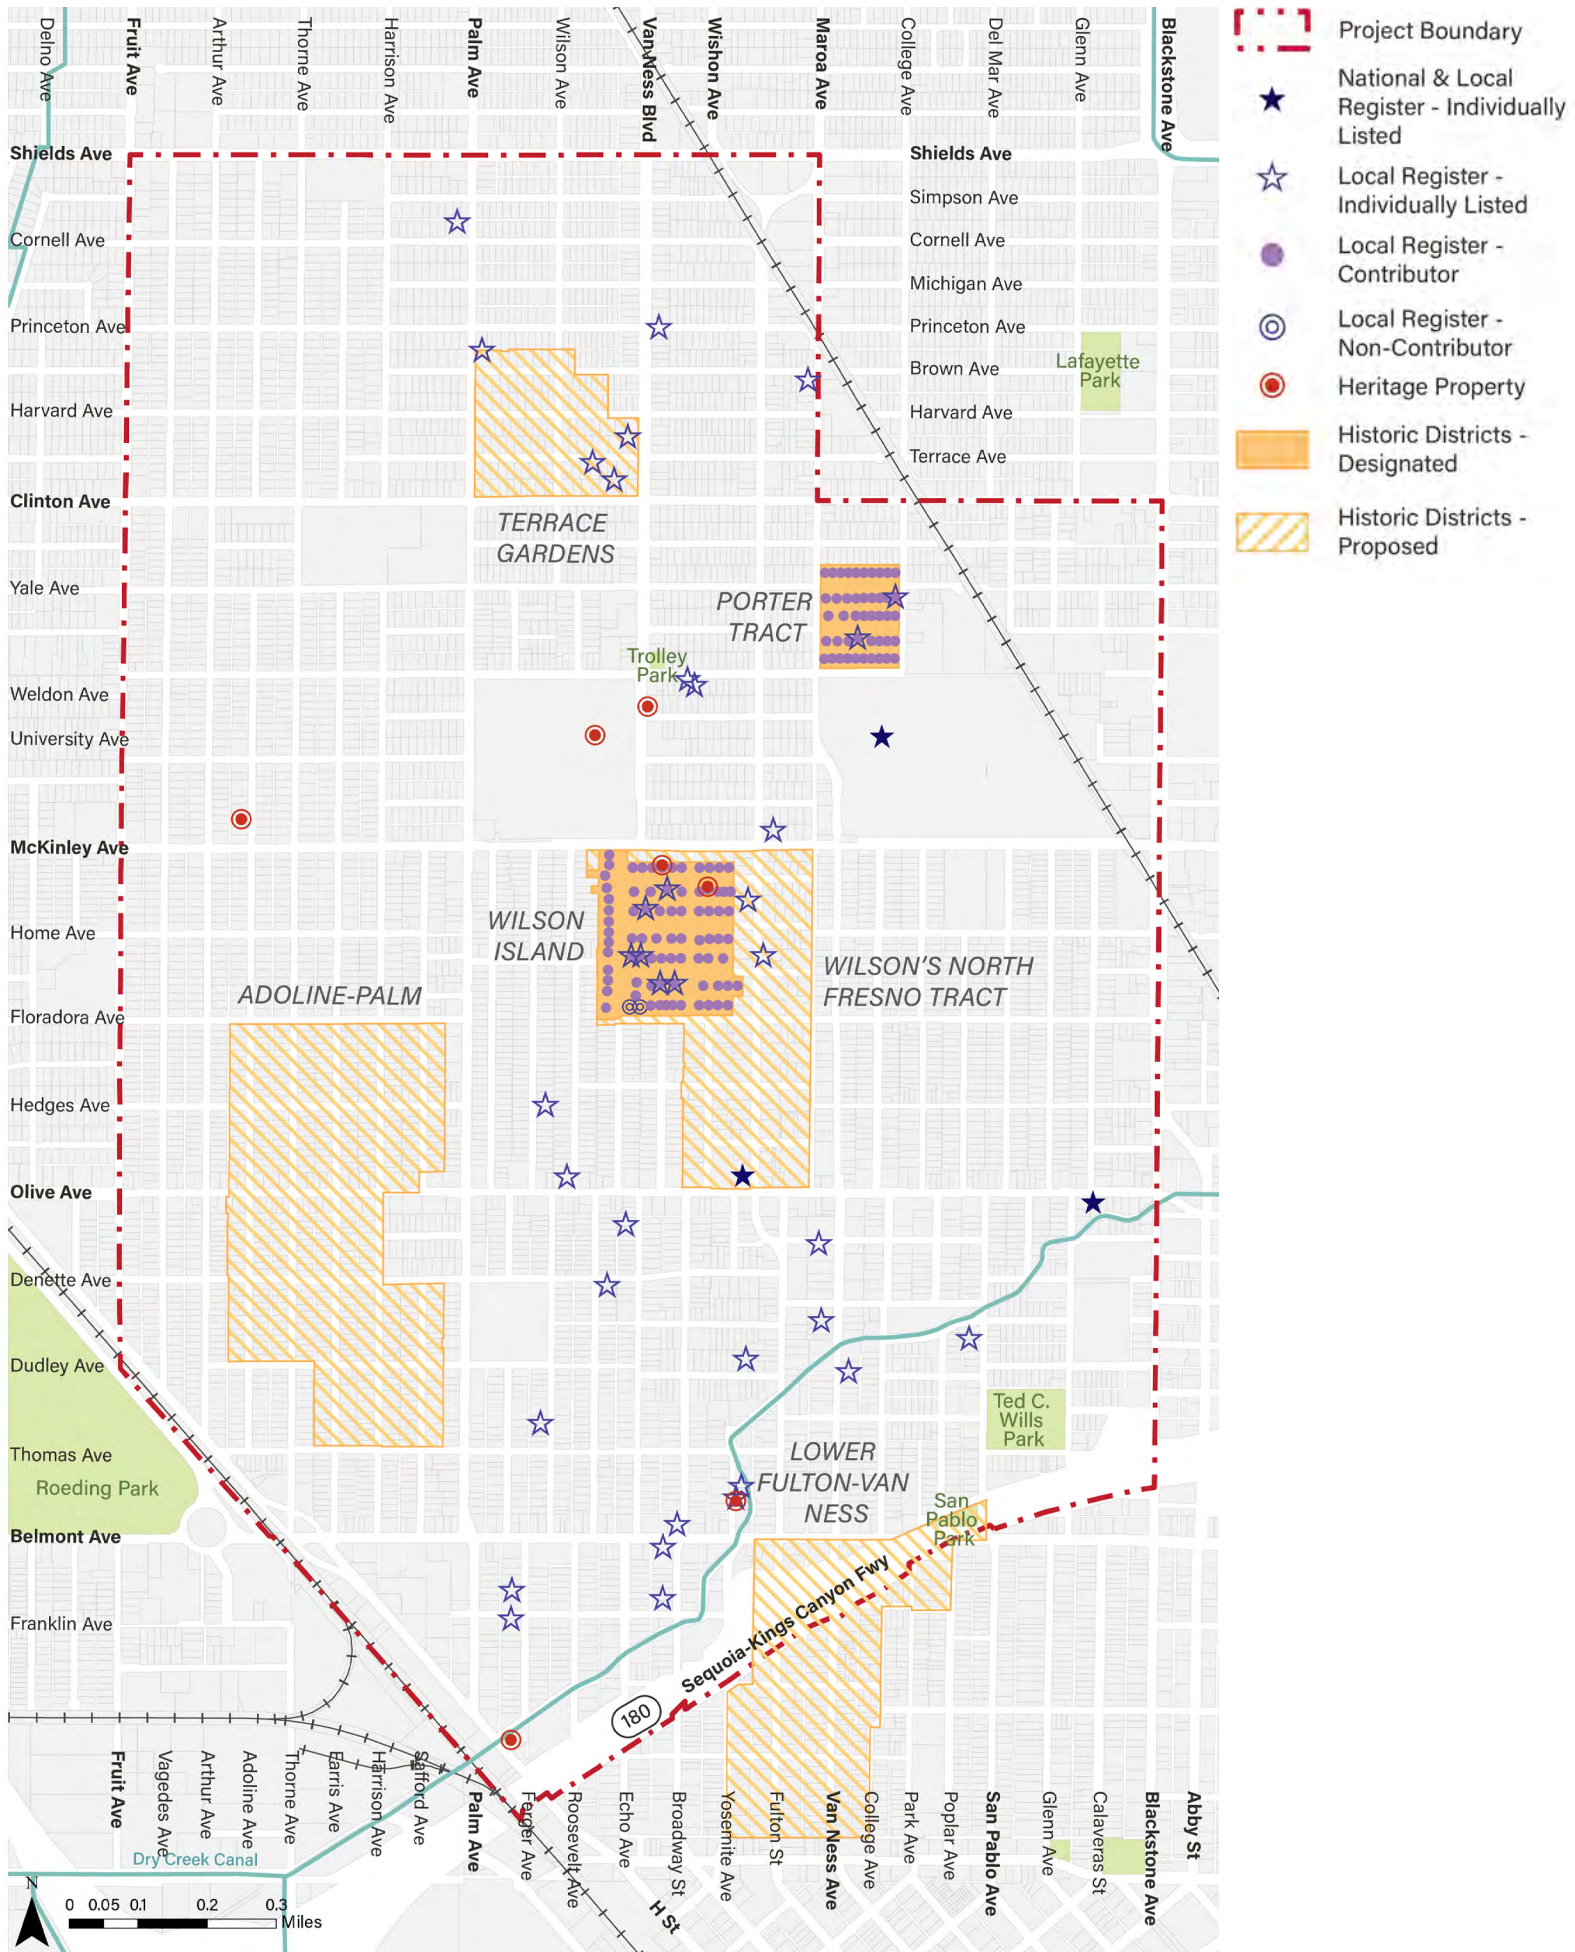 Delno Ave
Fruit Ave
Arthur Ave
Thorne Ave
Harrison Ave
Palm Ave
Wilson Ave
Van Ness Blvd
Wishon Ave
Maroa Ave
College Ave
Del Mar Ave
Glenn Ave
Blackstone Ave
Project Boundary
National & Local
Register - Individually
Listed
Local Register -
Individually Listed
Local Register -
Contributor
Local Register -
Non-Contributor
Heritage Property
Historic Districts -
Designated
Historic Districts -
Proposed
Shields Ave
Cornell Ave
Princeton Ave
Harvard Ave
Clinton Ave
Yale Ave
Weldon Ave
University Ave
McKinley Ave
Home Ave
Floradora Ave
Hedges Ave
Olive Ave
Denette Ave
Dudley Ave
Thomas Ave
Roeding Park
Belmont Ave
Franklin Ave
Shields Ave
Simpson Ave
Cornell Ave
Michigan Ave
Princeton Ave
Brown Ave
Harvard Ave
Terrace Ave
Lafayette
Park
TERRACE
GARDENS
PORTER
TRACT
Trolley
Park
WILSON
ISLAND
WILSON'S NORTH
FRESNO TRACT
ADOLINE-PALM
Ted C.
Wills
Park
LOWER
FULTON-VAN
NESS
San
Pablo
Park
Sequoia-Kings Canyon Fwy
180
Fruit Ave
Vagedes Ave
Arthur Ave
Adoline Ave
Thorne Ave
Farris Ave
Harrison Ave
Safford Ave
Palm Ave
Ferger Ave
Roosevelt Ave
Echo Ave
Broadway St
Yosemite Ave
Fulton St
Van Ness Ave
College Ave
Park Ave
Poplar Ave
San Pablo Ave
Glenn Ave
Calaveras St
Blackstone Ave
Abby St
H St
Dry Creek Canal
N
0 0.05 0.1 0.2 0.3
Miles